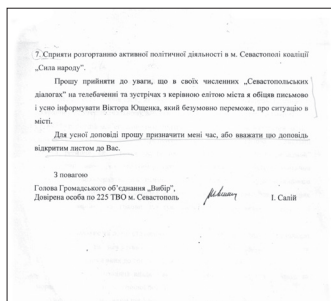 7. Сприяти розгортанню активної політичної діяльності в м. Севастополі коаліції
„Сила народу”.
Прошу прийняти до уваги, що в своїх численних „Севастопольських
діалогах” на телебаченні та зустрічах з керівною елітою міста я обіцяв письмово
і усно інформувати Віктора Ющенка, який безумовно переможе, про ситуацію в
місті.
Для усної доповіді прошу призначити мені час, або вважати цю доповідь
відкритим листом до Вас.
З повагою
Голова Громадського об'єднання „Вибір”,
Довірена особа по 225 ТВО м. Севастополь І. Салій